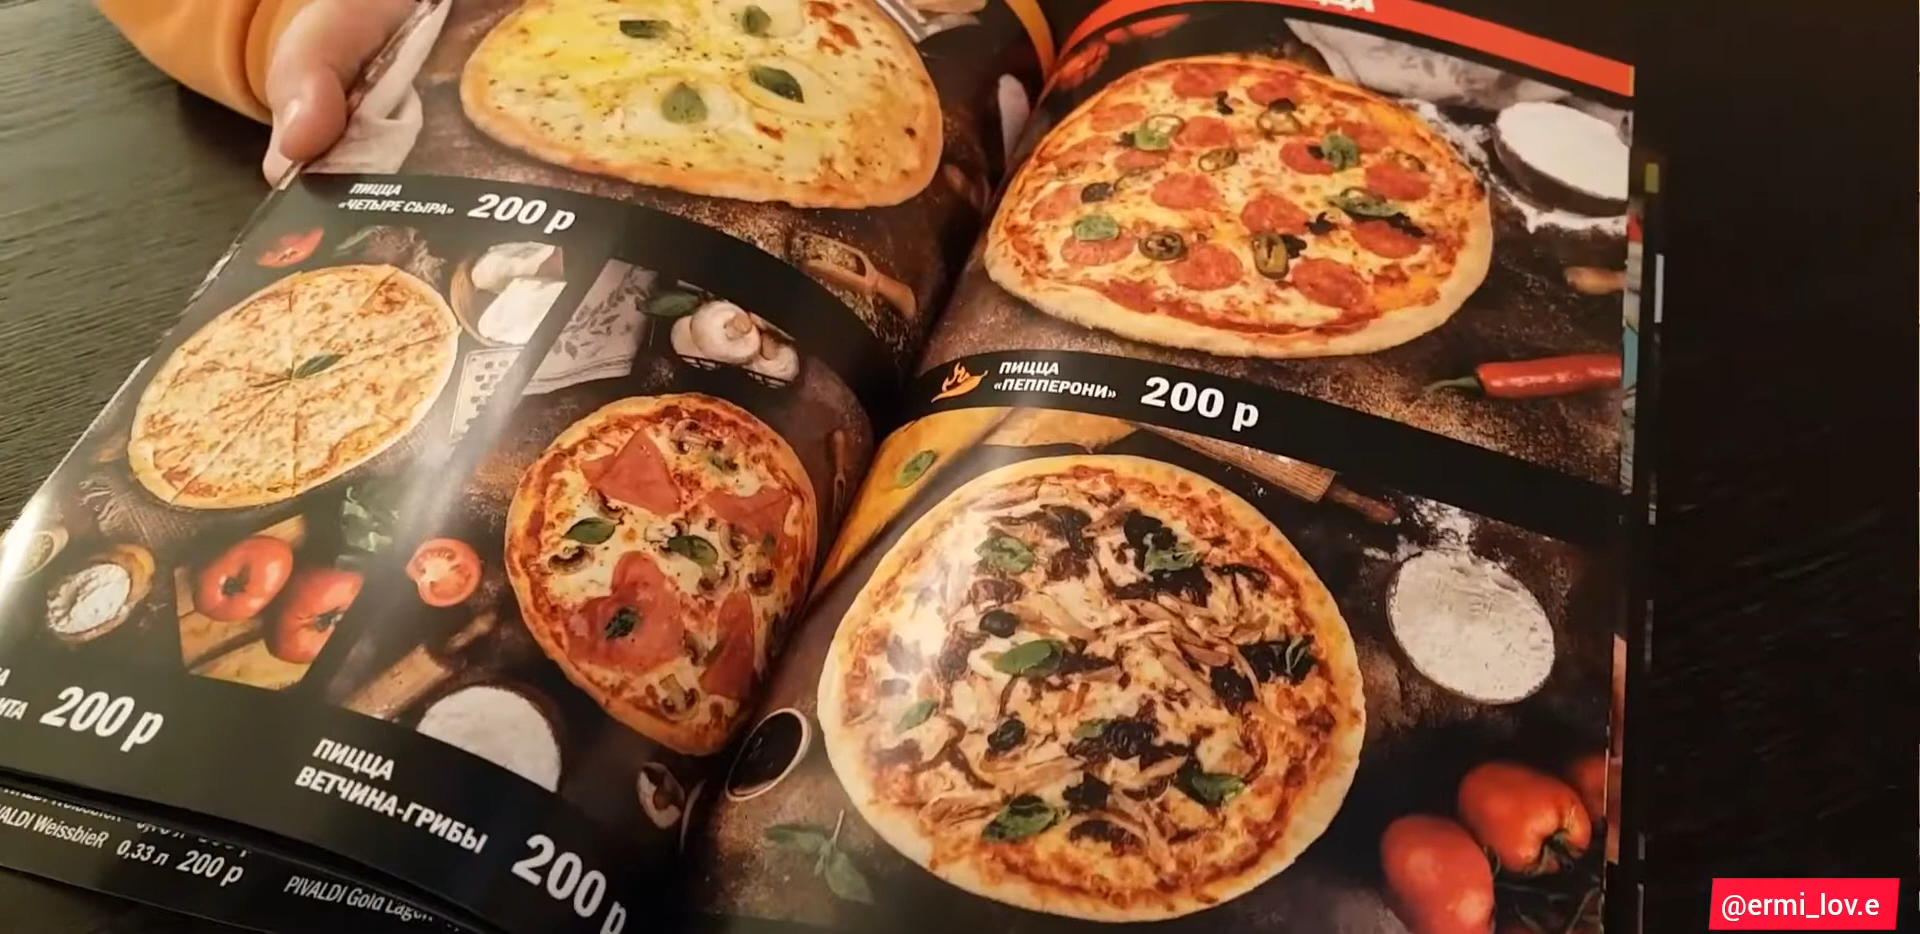 ПИЦЦА
«ЧЕТЫРЕ СЫРА» 200 р
ПИЦЦА
«ПЕППЕРОНИ» 200 р
200 р
ПИЦЦА
ВЕТЧИНА-ГРИБЫ 200 р
WeissbieR 0,33 л 200 р
PIVALDI Gold Lager
@ermi_lov.e